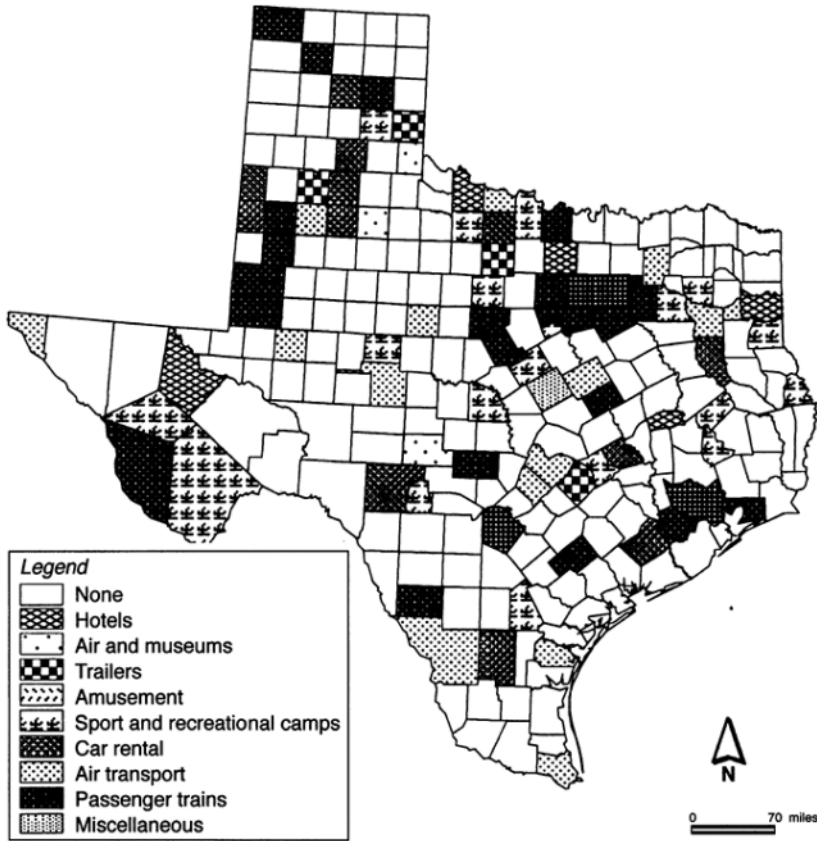 Legend
None
Hotels
Air and museums
Trailers
Amusement
Sport and recreational camps
Car rental
Air transport
Passenger trains
Miscellaneous
N
0 70 miles